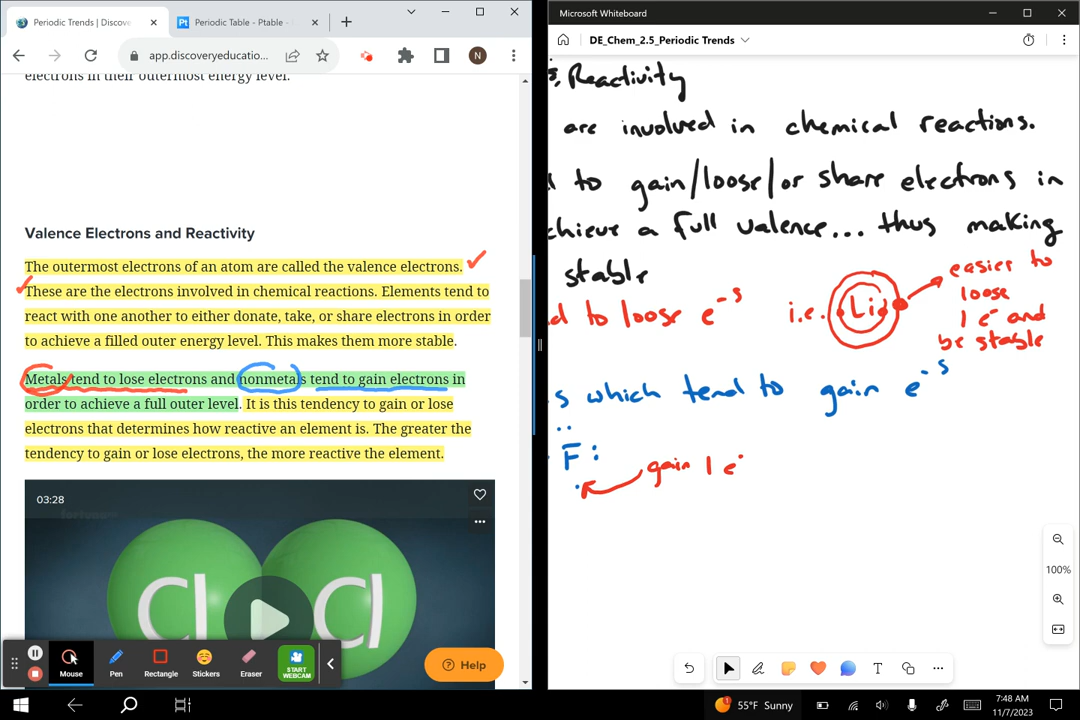 Periodic Trends | Discov
Periodic Table - Ptable -
app.discoveryeducatio...
N
electrons in their outermost energy level.
Valence Electrons and Reactivity
The outermost electrons of an atom are called the valence electrons.
These are the electrons involved in chemical reactions. Elements tend to
react with one another to either donate, take, or share electrons in order
to achieve a filled outer energy level. This makes them more stable.
Metals tend to lose electrons and nonmetals tend to gain electrons in
order to achieve a full outer level. It is this tendency to gain or lose
electrons that determines how reactive an element is. The greater the
tendency to gain or lose electrons, the more reactive the element.
03:28
Cl Cl
Mouse
Pen
Rectangle
Stickers
Eraser
START
WEBCAM
Help
Microsoft Whiteboard
DE_Chem_2.5_Periodic Trends
Reactivity
are involved in chemical reactions.
to gain/loose/or share electrons in
chieve a full valence... thus making
stable
d to loose e⁻'s
i.e. Li
easier to
loose
1 e⁻ and
be stable
s which tend to gain e⁻'s
F
gain 1 e⁻
100%
55°F Sunny
7:48 AM
11/7/2023